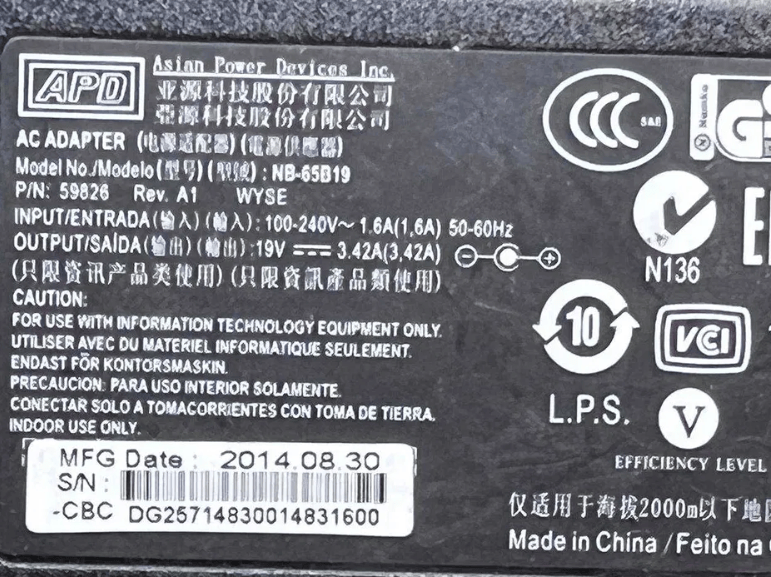 APD
Asian Power Devices Inc.
亚源科技股份有限公司
亞源科技股份有限公司
AC ADAPTER (电源适配器) (電源供應器)
Model No./Modelo (型号) (型號) : NB-65B19
P/N: 59826 Rev. A1 WYSE
INPUT/ENTRADA (输入) (輸入) : 100-240V~ 1.6A(1,6A) 50-60Hz
OUTPUT/SAÍDA (输出) (輸出) : 19V 3.42A(3,42A)
(只限资讯产品类使用) (只限資訊產品類使用)
CAUTION:
FOR USE WITH INFORMATION TECHNOLOGY EQUIPMENT ONLY.
UTILISER AVEC DU MATERIEL INFORMATIQUE SEULEMENT.
ENDAST FÖR KONTORSMASKIN.
PRECAUCION: PARA USO INTERIOR SOLAMENTE.
CONECTAR SOLO A TOMACORRIENTES CON TOMA DE TIERRA.
INDOOR USE ONLY.
MFG Date : 2014.08.30
S/N :
-CBC DG25714830014831600
CCC S&E
Nemko
N136
10
VCI
L.P.S.
V
EFFICIENCY LEVEL
仅适用于海拔2000m以下地
Made in China / Feito na